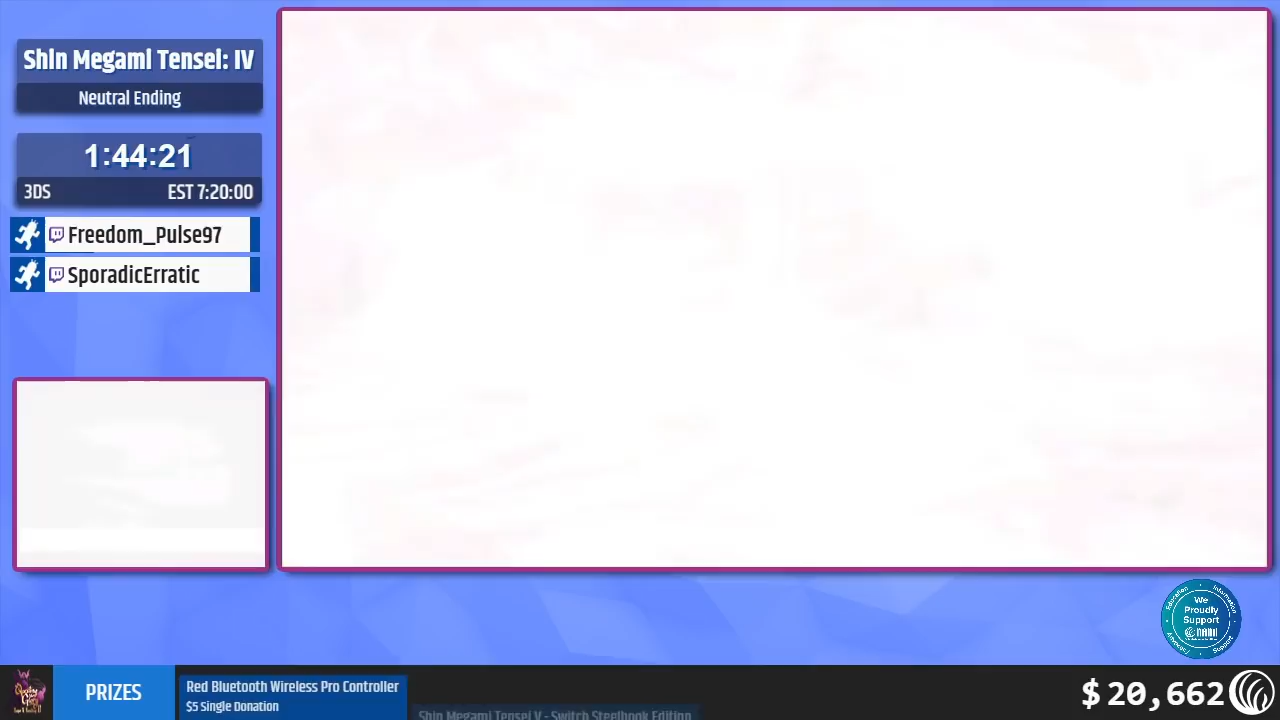 Shin Megami Tensei: IV
Neutral Ending
1:44:21
3DS EST 7:20:00
Freedom_Pulse97
SporadicErratic
We
Proudly
Support
PRIZES
Red Bluetooth Wireless Pro Controller
$5 Single Donation
Shin Megami Tensei V - Switch Steelbook Edition
$20,662